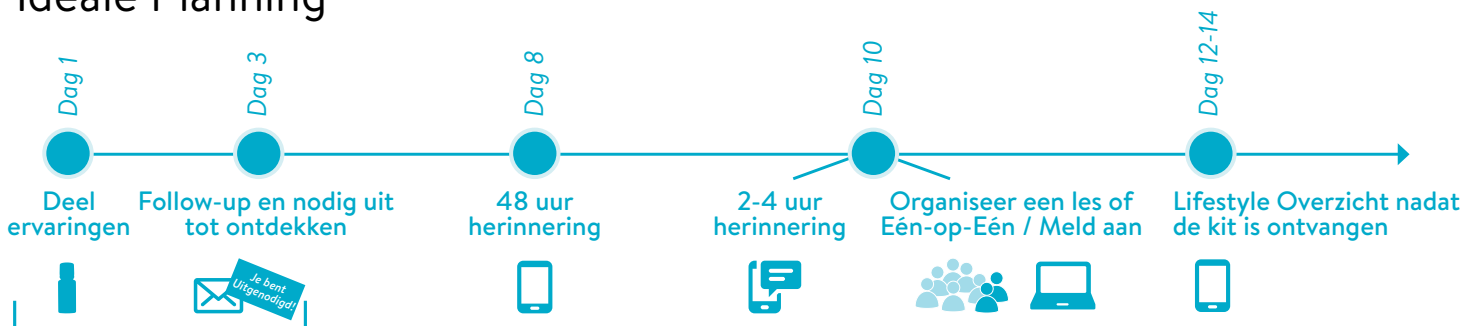 Ideale Planning
Dag 1
Dag 3
Dag 8
Dag 10
Dag 12-14
Deel
ervaringen
Follow-up en nodig uit
tot ontdekken
48 uur
herinnering
2-4 uur
herinnering
Organiseer een les of
Eén-op-Eén / Meld aan
Lifestyle Overzicht nadat
de kit is ontvangen
Je bent
Uitgenodigd!